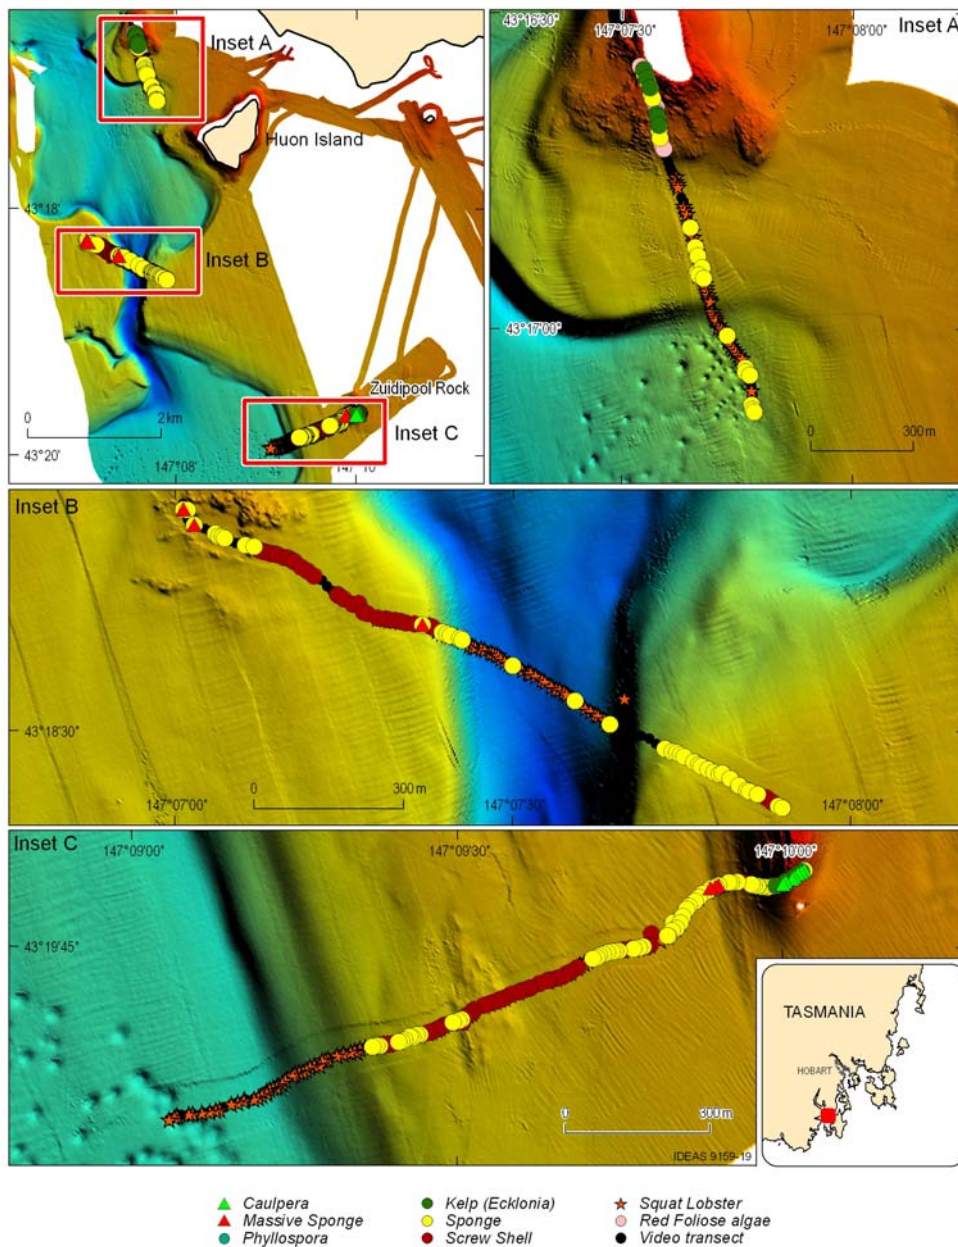 Inset A
Huon Island
43°18'
Inset B
Zuidipool Rock
0
2 km
Inset C
43°20'
147°08'
147°10'
43°16'30"
147°07'30"
147°08'00"
Inset A
43°17'00"
0
300 m
Inset B
43°18'30"
147°07'00"
0
300 m
147°07'30"
147°08'00"
Inset C
147°09'00"
147°09'30"
147°10'00"
43°19'45"
0
300 m
IDEAS 9159-19
TASMANIA
HOBART
Caulpera
Kelp (Ecklonia)
Squat Lobster
Massive Sponge
Sponge
Red Foliose algae
Phyllospora
Screw Shell
Video transect